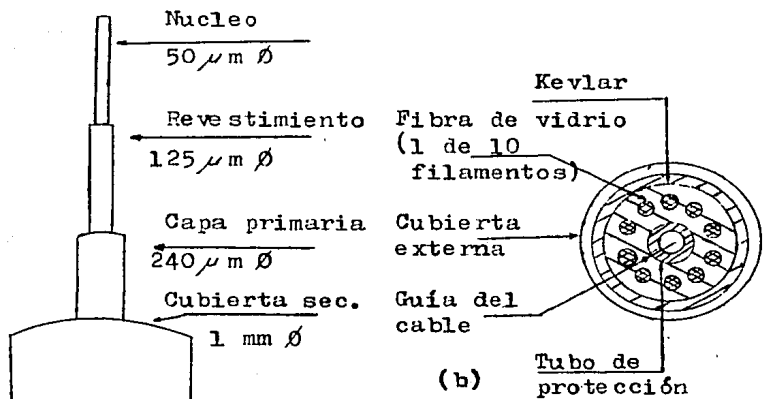 Nucleo
50 μm Ø
Revestimiento
125 μm Ø
Capa primaria
240 μm Ø
Cubierta sec.
1 mm Ø
Kevlar
Fibra de vidrio
(1 de 10
filamentos)
Cubierta
externa
Guía del
cable
Tubo de
protección
(b)